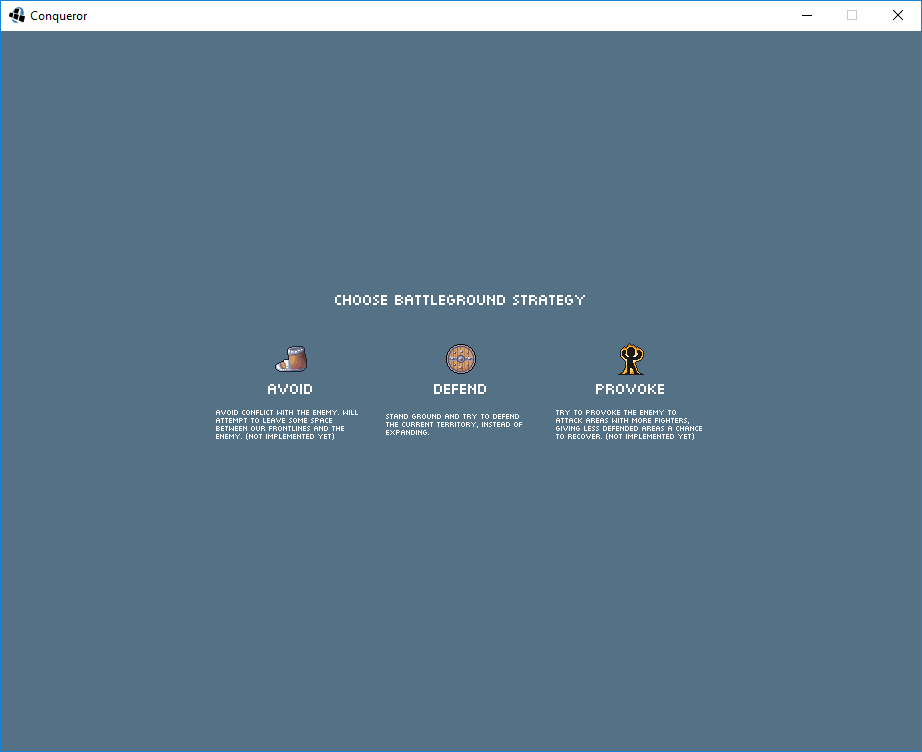 Conqueror
CHOOSE BATTLEGROUND STRATEGY
AVOID
DEFEND
PROVOKE
AVOID CONFLICT WITH THE ENEMY. WILL
ATTEMPT TO LEAVE SOME SPACE
BETWEEN OUR FRONTLINES AND THE
ENEMY. (NOT IMPLEMENTED YET)
STAND GROUND AND TRY TO DEFEND
THE CURRENT TERRITORY, INSTEAD OF
EXPANDING.
TRY TO PROVOKE THE ENEMY TO
ATTACK AREAS WITH MORE FIGHTERS,
GIVING LESS DEFENDED AREAS A CHANCE
TO RECOVER. (NOT IMPLEMENTED YET)